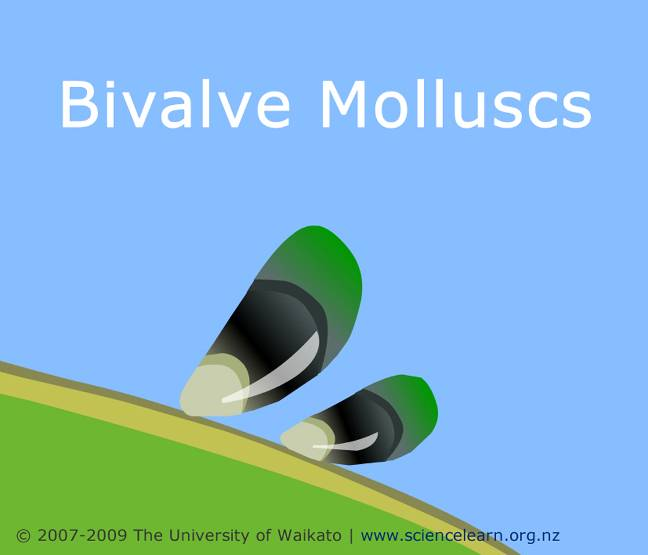 Bivalve Molluscs
© 2007-2009 The University of Waikato | www.sciencelearn.org.nz